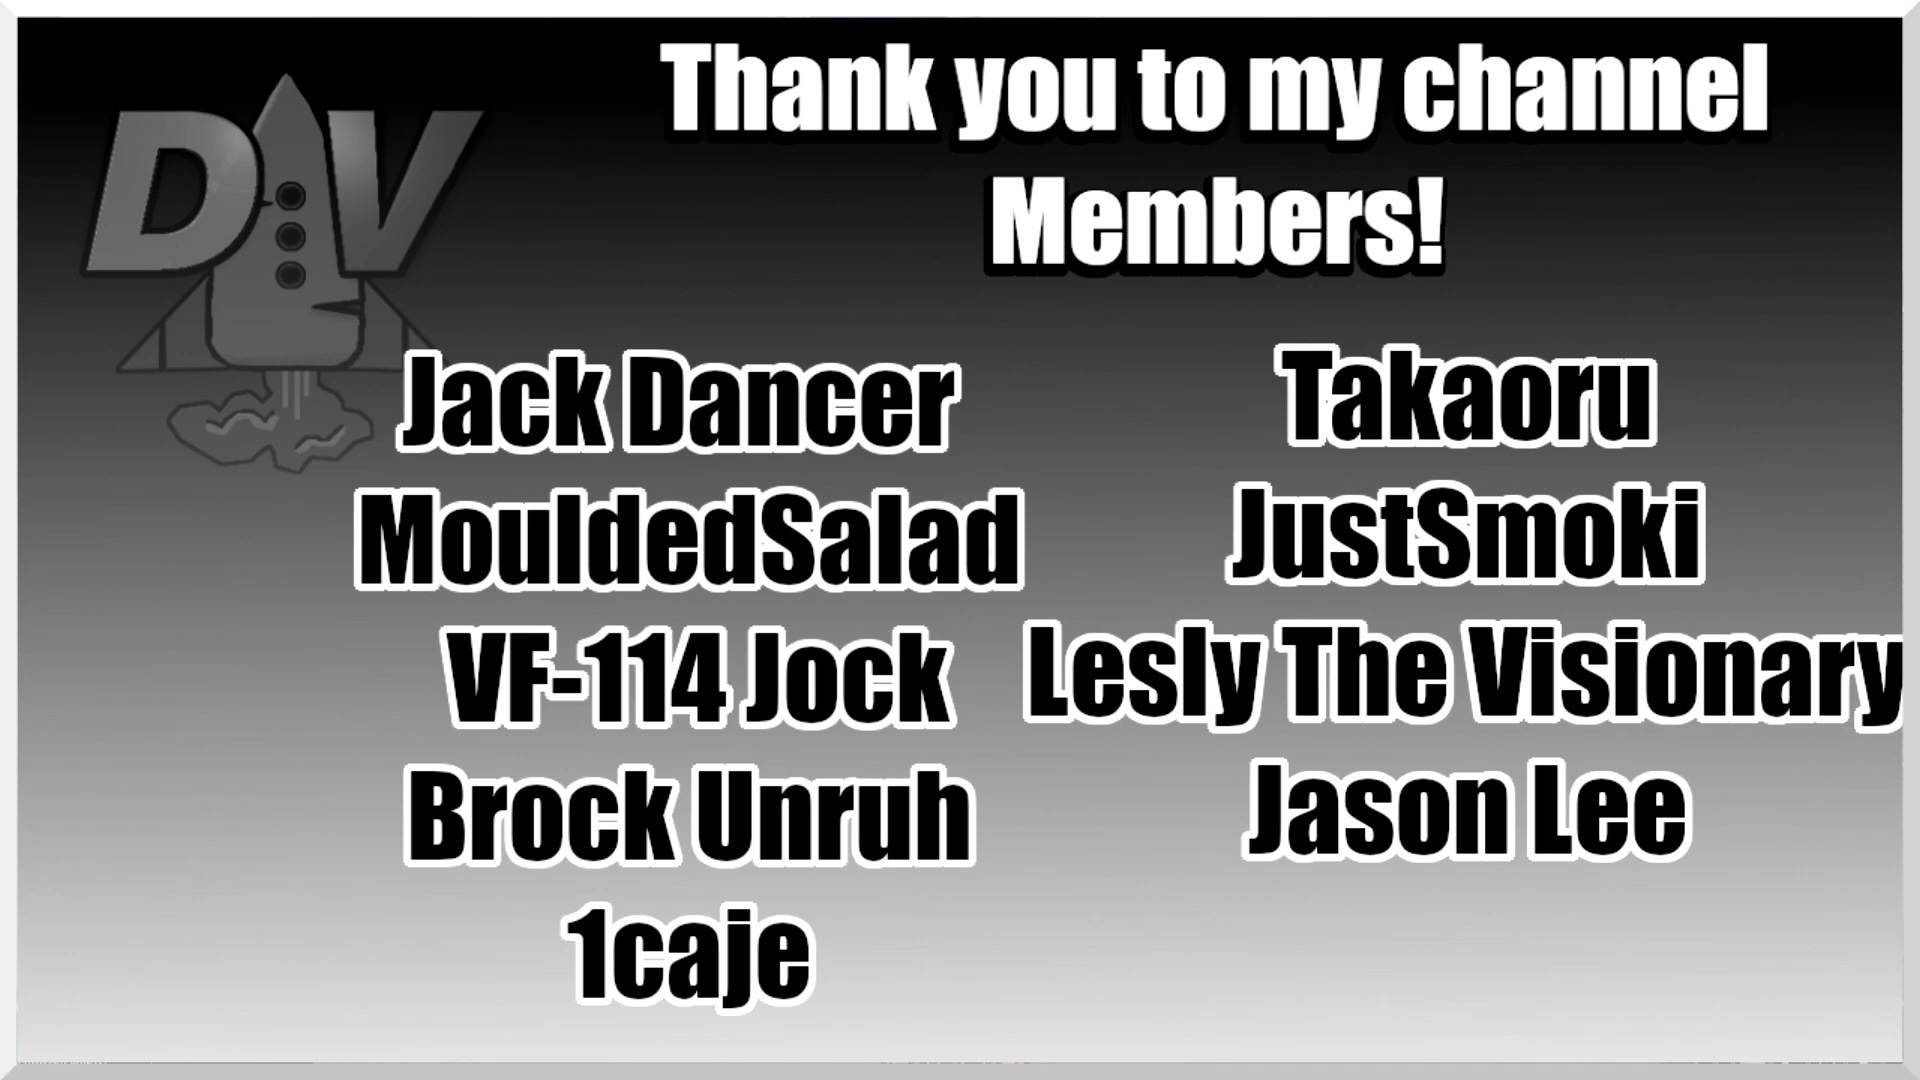 DAV
Thank you to my channel
Members!
Jack Dancer
MouldedSalad
VF-114 Jock
Brock Unruh
1caje
Takaoru
JustSmoki
Lesly The Visionary
Jason Lee